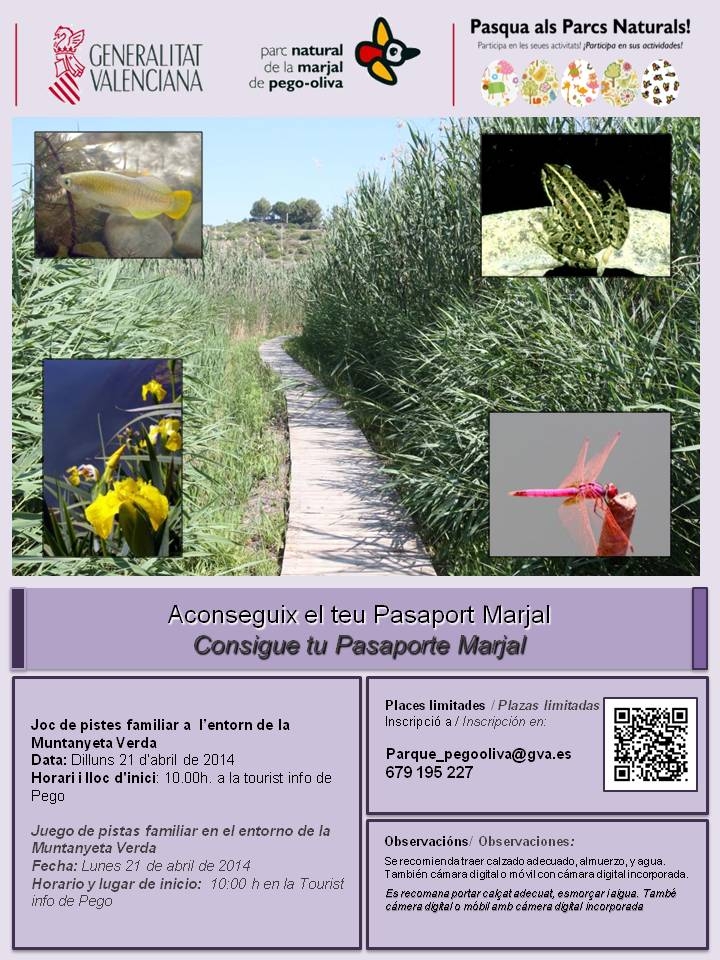 GENERALITAT
VALENCIANA
parc natural
de la marjal
de pego-oliva
Pasqua als Parcs Naturals!
Participa en les seues activitats! ¡Participa en sus actividades!
Aconseguix el teu Pasaport Marjal
Consigue tu Pasaporte Marjal
Joc de pistes familiar a l'entorn de la
Muntanyeta Verda
Data: Dilluns 21 d'abril de 2014
Horari i lloc d'inici: 10.00h. a la tourist info de
Pego
Juego de pistas familiar en el entorno de la
Muntanyeta Verda
Fecha: Lunes 21 de abril de 2014
Horario y lugar de inicio: 10:00 h en la Tourist
info de Pego
Places limitades / Plazas limitadas
Inscripció a / Inscripción en:
Parque_pegooliva@gva.es
679 195 227
Observacións/ Observaciones:
Se recomienda traer calzado adecuado, almuerzo, y agua.
También cámara digital o móvil con cámara digital incorporada.
Es recomana portar calçat adequat, esmorçar i aigua. També
cámera digital o móbil amb cámera digital incorporada